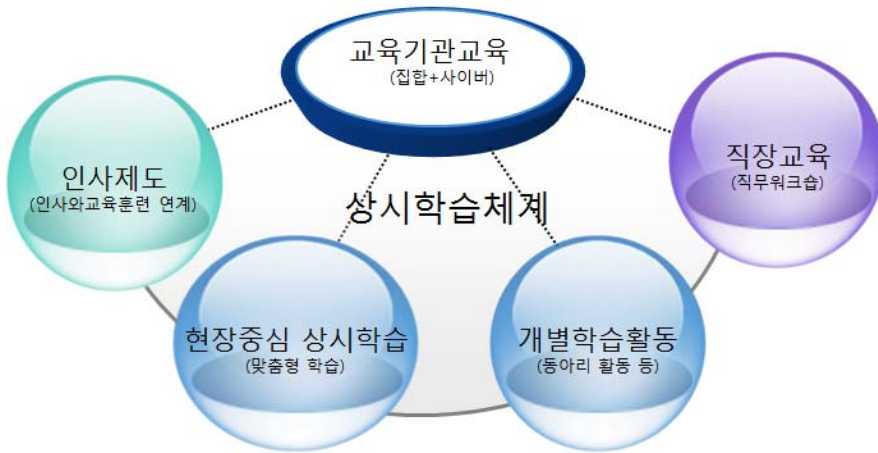 교육기관교육
(집합+사이버)
인사제도
(인사와교육훈련 연계)
직장교육
(직무워크숍)
상시학습체계
현장중심 상시학습
(맞춤형 학습)
개별학습활동
(동아리 활동 등)